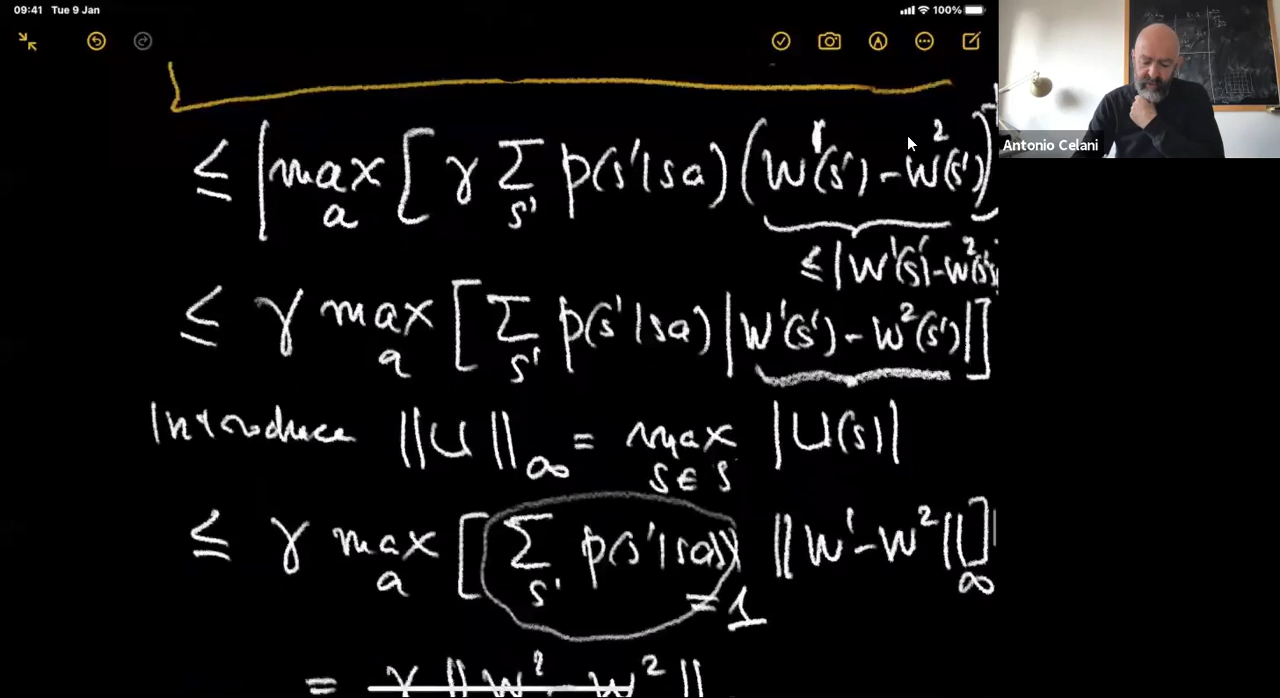 09:41 Tue 9 Jan
100%
Antonio Celani
≤ |max_a [γ Σ_s' p(s'|sa) (W¹(s') - W²(s'))
≤ |W¹(s') - W²(s')
≤ γ max_a [Σ_s' p(s'|sa) |W¹(s') - W²(s')|]
Introduce ||U||_∞ = max_{s∈S} |U(s)|
≤ γ max_a [Σ_s' p(s'|sa)) ||W¹ - W²||_∞]|
= 1
= γ || W - W² ||